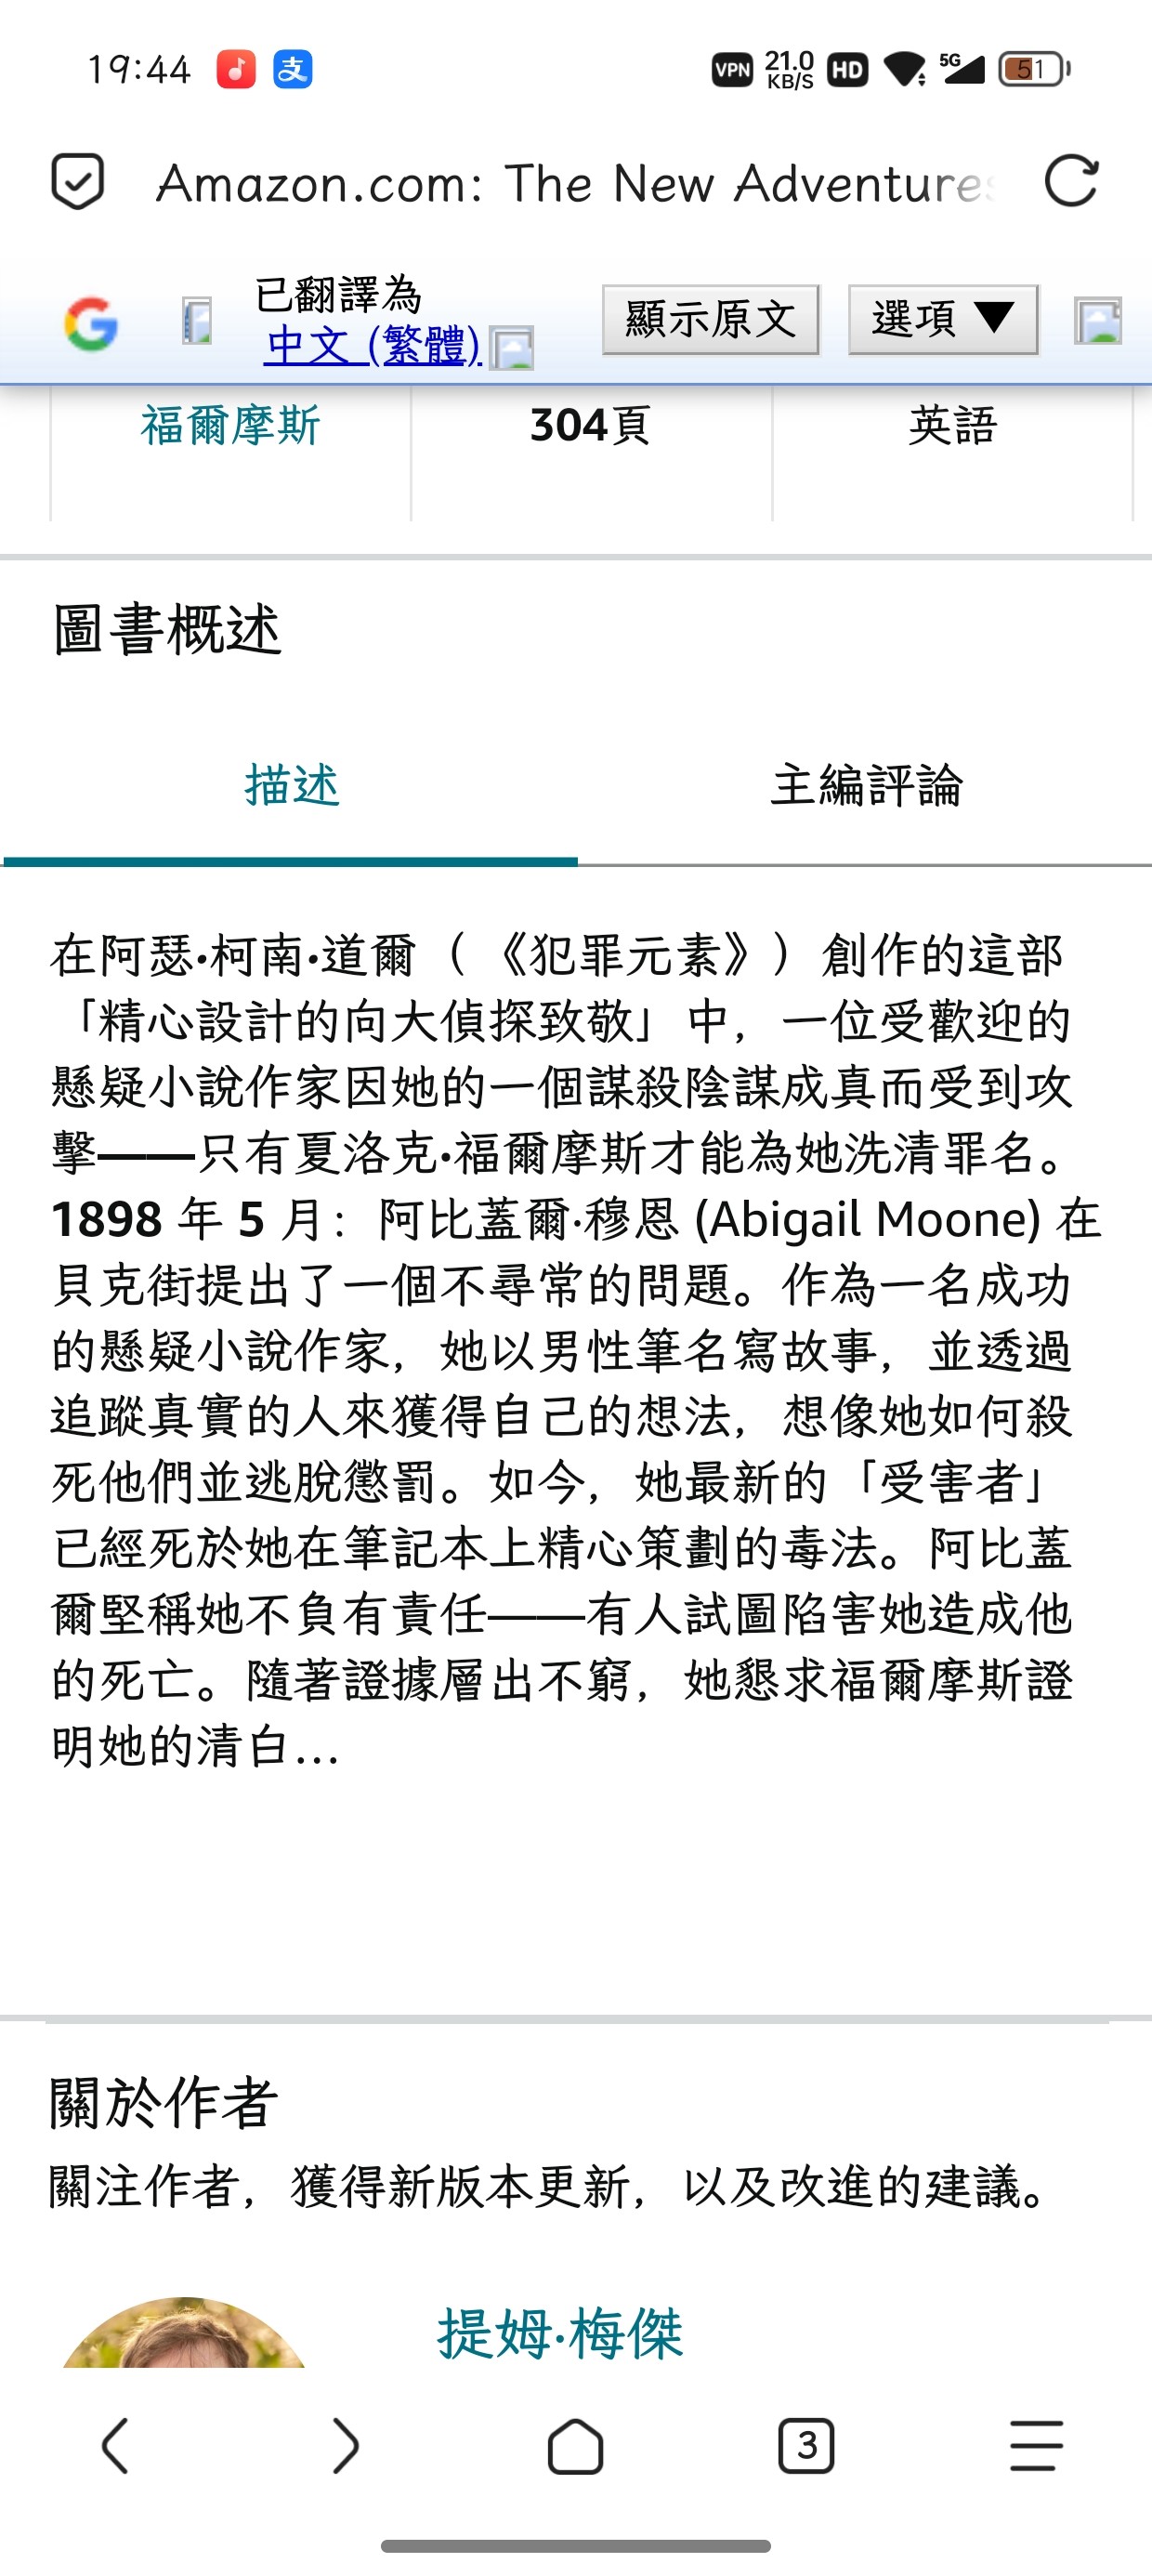 19:44 支 VPN 21.0 KB/S HD 5G 51
Amazon.com: The New Adventures
已翻譯為
中文 (繁體)
顯示原文
選項 ▼
福爾摩斯 304頁 英語
圖書概述
描述 主編評論
在阿瑟·柯南·道爾（ 《犯罪元素》）創作的這部
「精心設計的向大偵探致敬」中，一位受歡迎的
懸疑小說作家因她的一個謀殺陰謀成真而受到攻
擊——只有夏洛克·福爾摩斯才能為她洗清罪名。
1898 年 5 月：阿比蓋爾·穆恩 (Abigail Moone) 在
貝克街提出了一個不尋常的問題。作為一名成功
的懸疑小說作家，她以男性筆名寫故事，並透過
追蹤真實的人來獲得自己的想法，想像她如何殺
死他們並逃脫懲罰。如今，她最新的「受害者」
已經死於她在筆記本上精心策劃的毒法。阿比蓋
爾堅稱她不負有責任——有人試圖陷害她造成他
的死亡。隨著證據層出不窮，她懇求福爾摩斯證
明她的清白...
關於作者
關注作者，獲得新版本更新，以及改進的建議。
提姆·梅傑
3